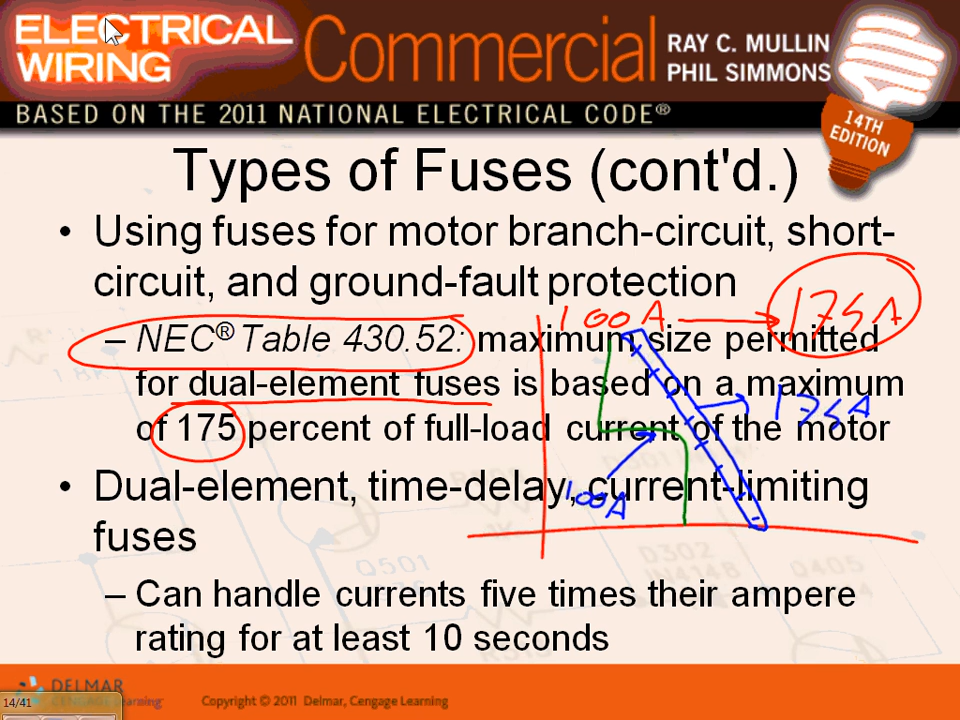 ELECTRICAL WIRING Commercial RAY C. MULLIN PHIL SIMMONS
BASED ON THE 2011 NATIONAL ELECTRICAL CODE®
14TH EDITION
Types of Fuses (cont'd.)
• Using fuses for motor branch-circuit, short-
circuit, and ground-fault protection
100A 175A
– NEC® Table 430.52: maximum size permitted
for dual-element fuses is based on a maximum
175A
of 175 percent of full-load current of the motor
• Dual-element, time-delay, current-limiting
100A
fuses
– Can handle currents five times their ampere
rating for at least 10 seconds
DELMAR
CENGAGE Learning
Copyright © 2011 Delmar, Cengage Learning
14/41